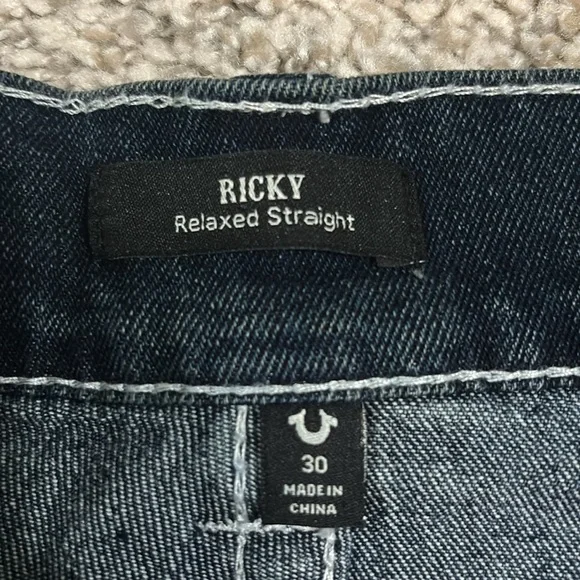 RICKY
Relaxed Straight
30
MADE IN
CHINA